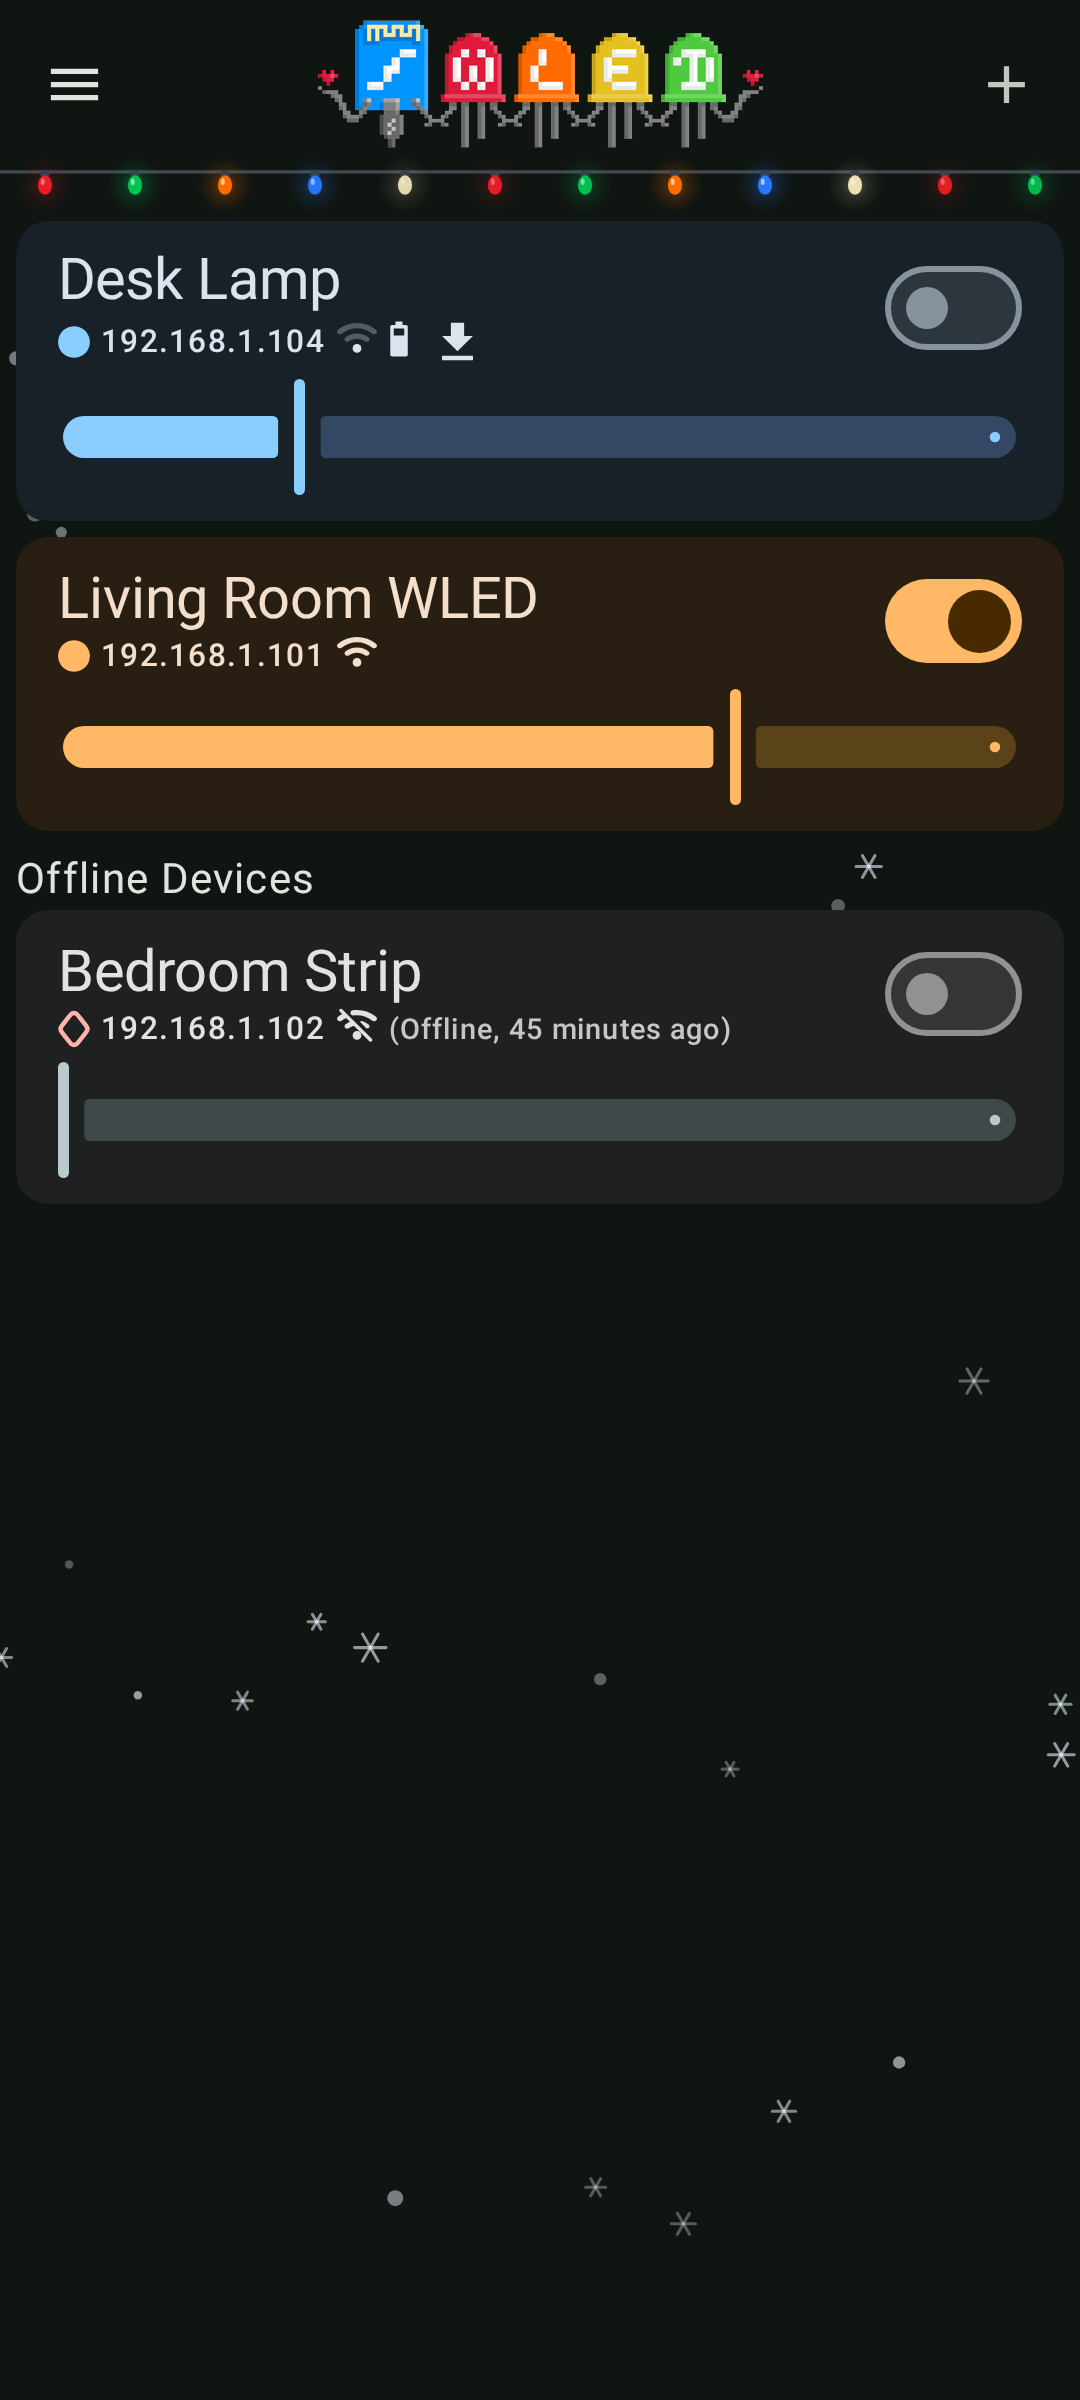 WLED
Desk Lamp
192.168.1.104
Living Room WLED
192.168.1.101
Offline Devices
Bedroom Strip
192.168.1.102 (Offline, 45 minutes ago)